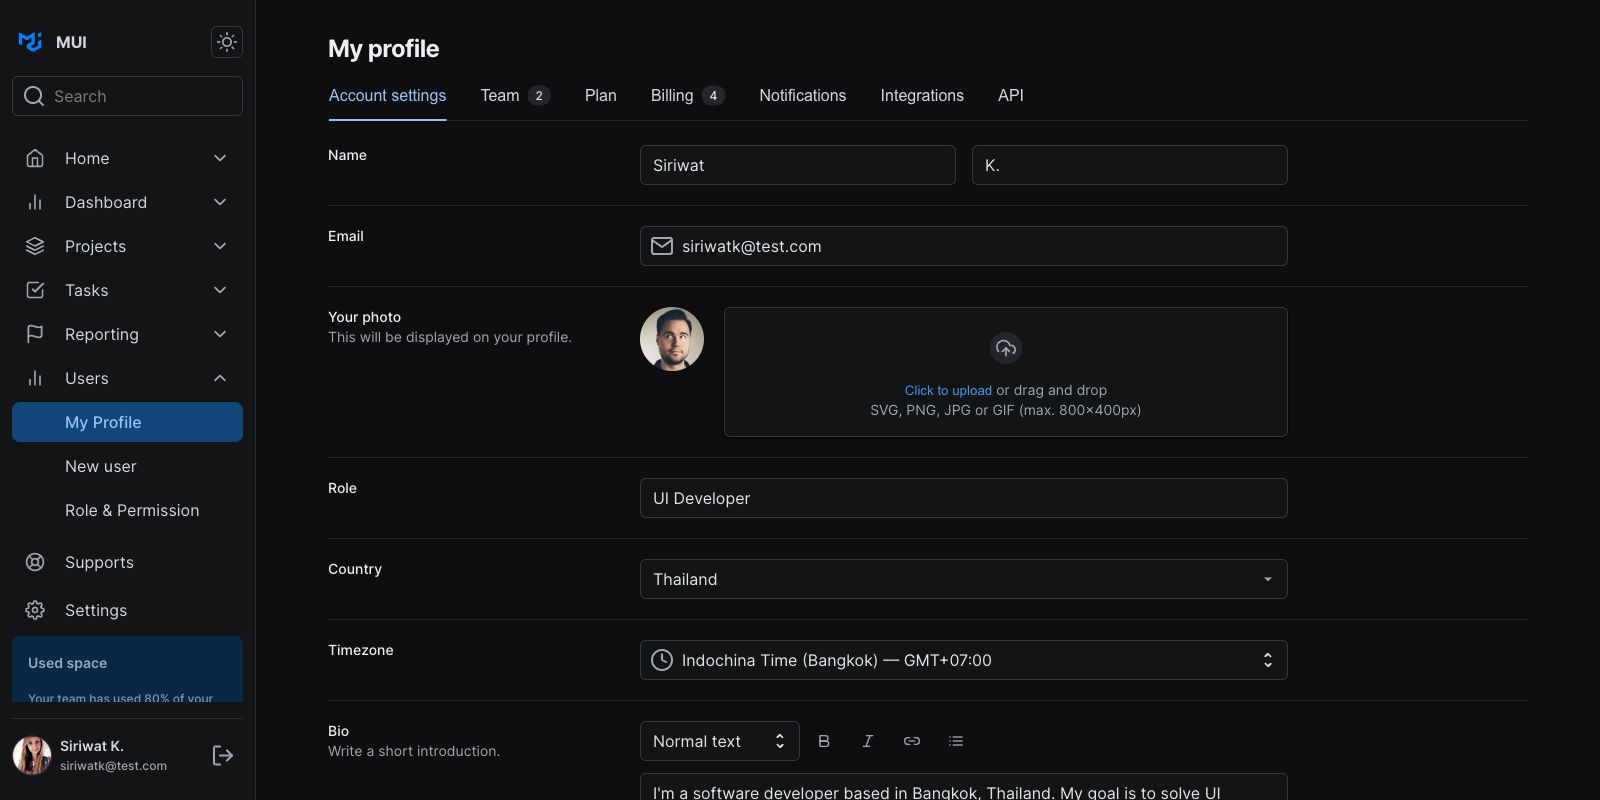 MUI
Search
Home
Dashboard
Projects
Tasks
Reporting
Users
My Profile
New user
Role & Permission
Supports
Settings
Used space
Your team has used 80% of your
Siriwat K.
siriwatk@test.com
My profile
Account settings
Team 2
Plan
Billing 4
Notifications
Integrations
API
Name
Siriwat
K.
Email
siriwatk@test.com
Your photo
This will be displayed on your profile.
Click to upload or drag and drop
SVG, PNG, JPG or GIF (max. 800×400px)
Role
UI Developer
Country
Thailand
Timezone
Indochina Time (Bangkok) — GMT+07:00
Bio
Write a short introduction.
Normal text
I'm a software developer based in Bangkok, Thailand. My goal is to solve UI